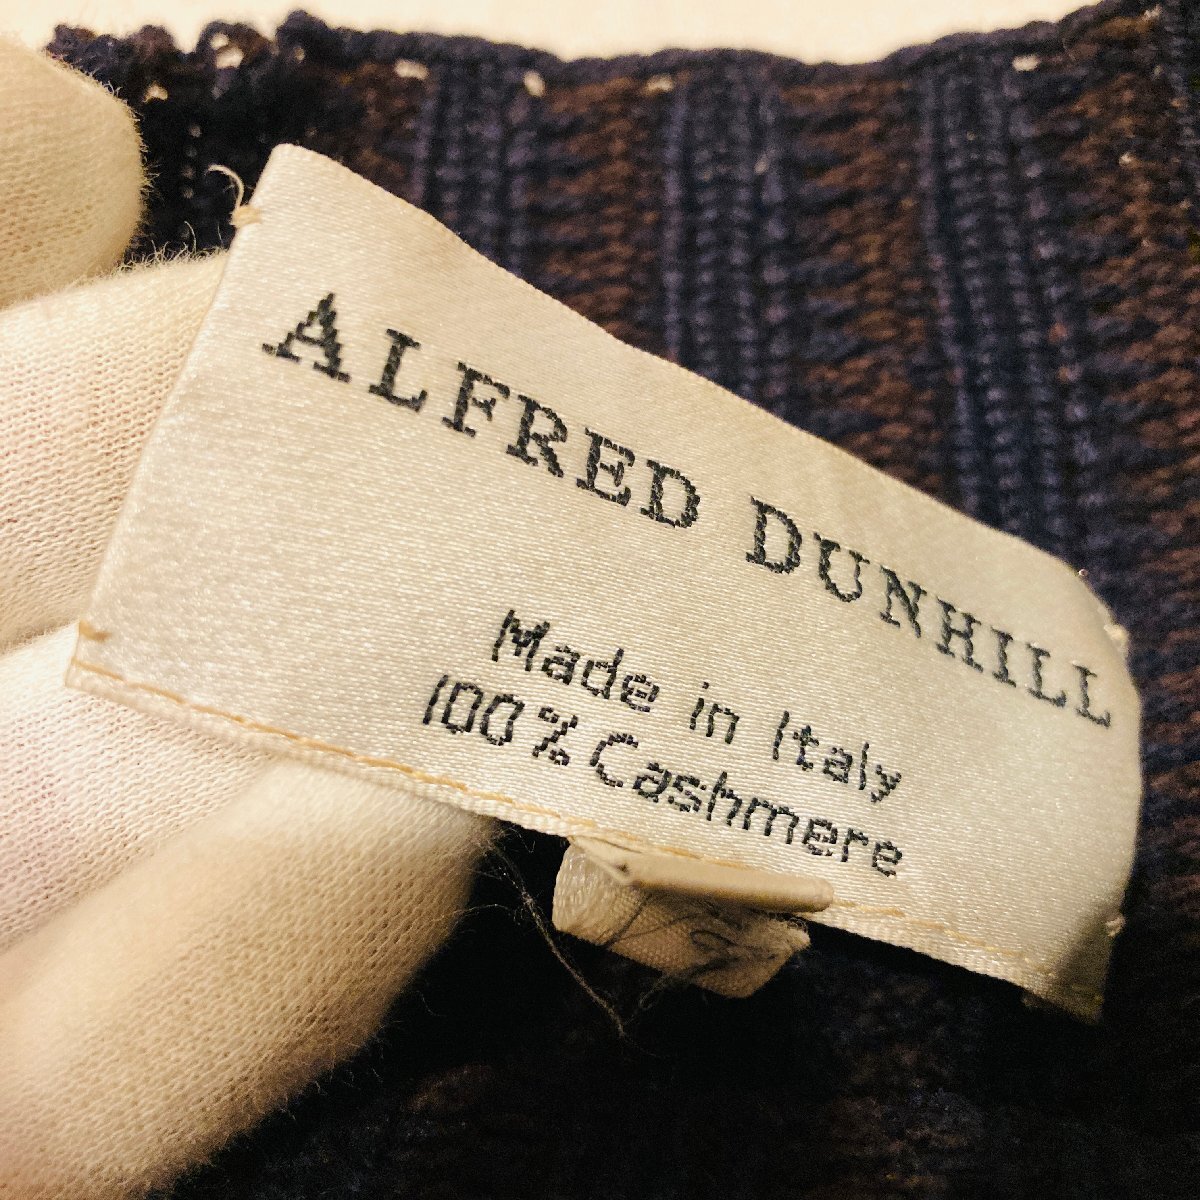 ALFRED DUNHILL
Made in Italy
100% Cashmere